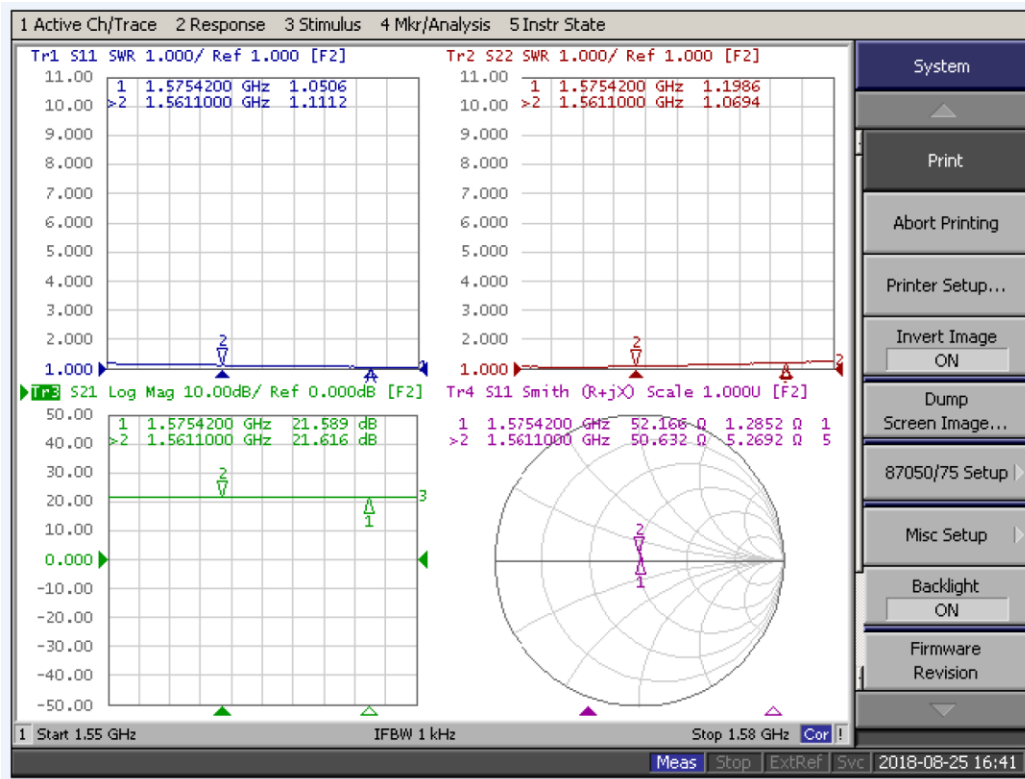 1 Active Ch/Trace 2 Response 3 Stimulus 4 Mkr/Analysis 5 Instr State
Tr1 S11 SWR 1.000/ Ref 1.000 [F2]
11.00
10.00
9.000
8.000
7.000
6.000
5.000
4.000
3.000
2.000
1.000
1 1.5754200 GHz 1.0506
>2 1.5611000 GHz 1.1112
2
Tr2 S22 SWR 1.000/ Ref 1.000 [F2]
11.00
10.00
9.000
8.000
7.000
6.000
5.000
4.000
3.000
2.000
1.000
1 1.5754200 GHz 1.1986
>2 1.5611000 GHz 1.0694
2
2
Tr3 S21 Log Mag 10.00dB/ Ref 0.000dB [F2]
50.00
40.00
30.00
20.00
10.00
0.000
-10.00
-20.00
-30.00
-40.00
-50.00
1 1.5754200 GHz 21.589 dB
>2 1.5611000 GHz 21.616 dB
2
3
1
Tr4 S11 Smith (R+jX) Scale 1.000U [F2]
1 1.5754200 GHz 52.166 Ω 1.2852 Ω 1
>2 1.5611000 GHz 50.632 Ω 5.2692 Ω 5
2
1
1 Start 1.55 GHz IFBW 1 kHz Stop 1.58 GHz Cor !
System
Print
Abort Printing
Printer Setup...
Invert Image
ON
Dump
Screen Image...
87050/75 Setup
Misc Setup
Backlight
ON
Firmware
Revision
Meas Stop ExtRef Svc 2018-08-25 16:41